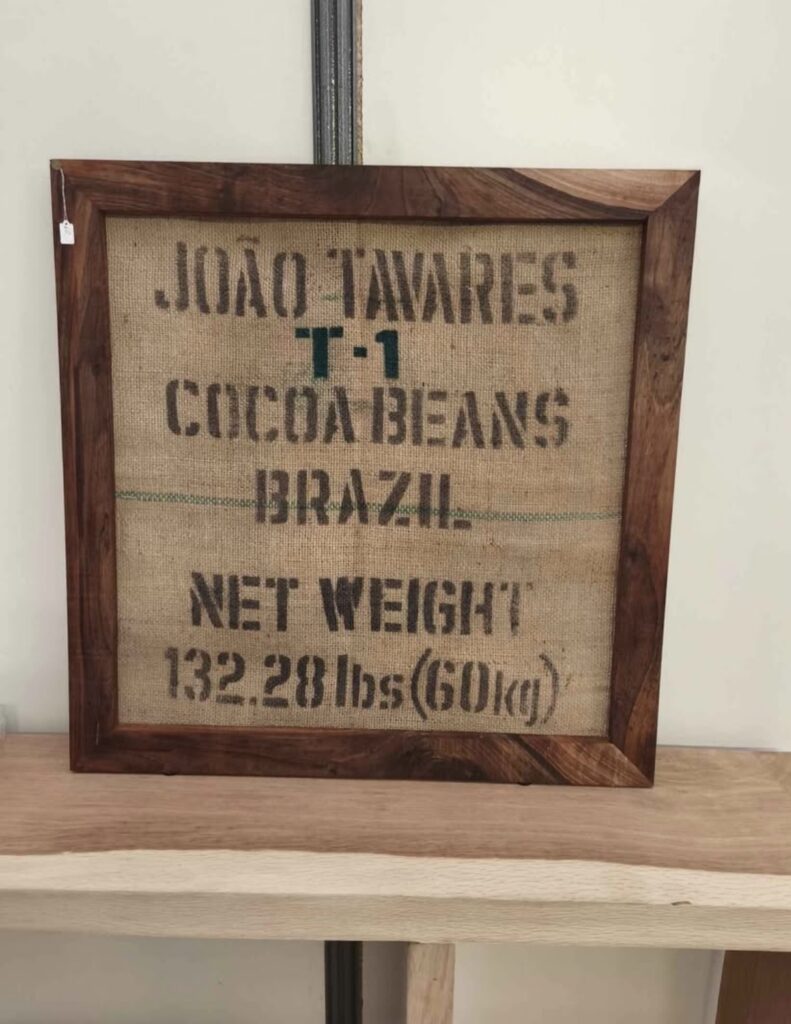 JOÃO TAVARES
T-1
COCOA BEANS
BRAZIL
NET WEIGHT
132.28 lbs (60kg)